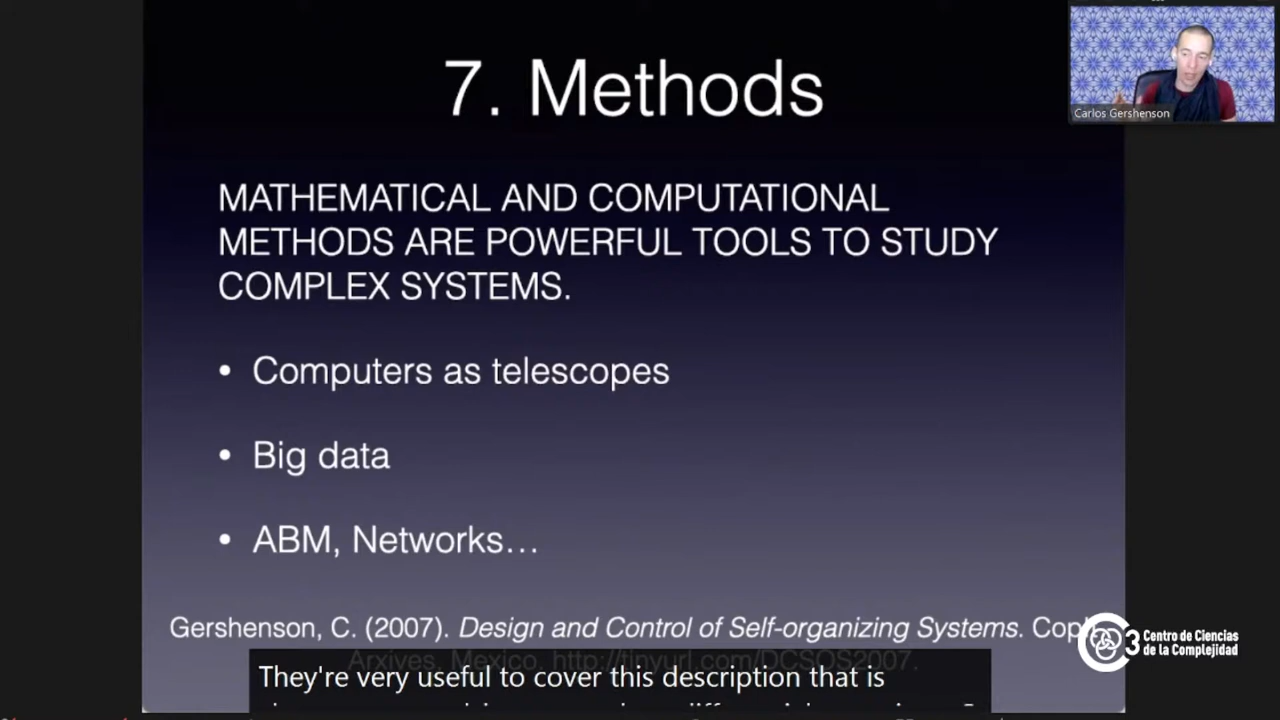 7. Methods
Carlos Gershenson
MATHEMATICAL AND COMPUTATIONAL
METHODS ARE POWERFUL TOOLS TO STUDY
COMPLEX SYSTEMS.
• Computers as telescopes
• Big data
• ABM, Networks…
Gershenson, C. (2007). Design and Control of Self-organizing Systems.
Arxives, Mexico. http://tinyurl.com/DCSOS2007.
They're very useful to cover this description that is
3 Centro de Ciencias
de la Complejidad